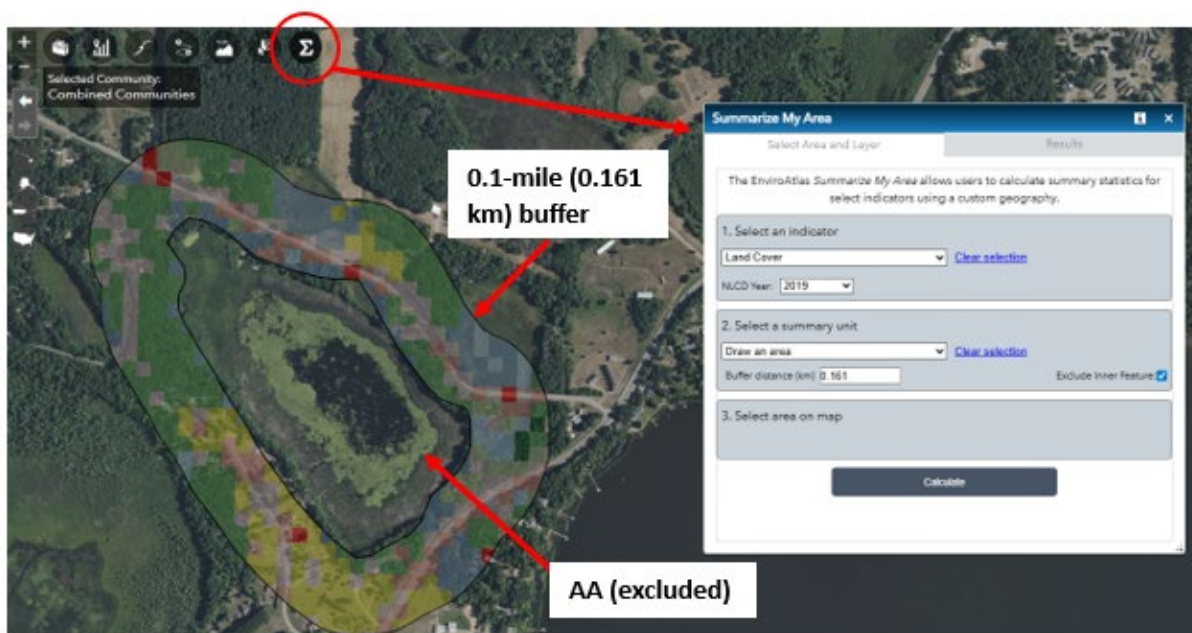 Σ
Selected Community:
Combined Communities
0.1-mile (0.161
km) buffer
AA (excluded)
Summarize My Area
Select Area and Layer
Results
The EnviroAtlas Summarize My Area allows users to calculate summary statistics for
select indicators using a custom geography.
1. Select an indicator
Land Cover
Clear selection
NLCD Year: 2019
2. Select a summary unit
Draw an area
Clear selection
Buffer distance (km) 0.161
Exclude Inner Feature:
3. Select area on map
Calculate